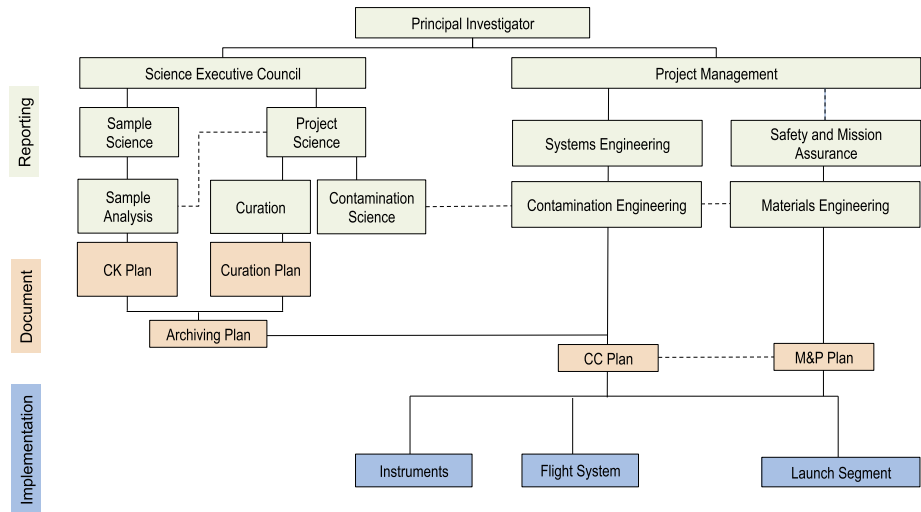 Principal Investigator
Science Executive Council
Project Management
Reporting
Sample
Science
Project
Science
Systems Engineering
Safety and Mission
Assurance
Sample
Analysis
Curation
Contamination
Science
Contamination Engineering
Materials Engineering
Document
CK Plan
Curation Plan
Archiving Plan
CC Plan
M&P Plan
Implementation
Instruments
Flight System
Launch Segment